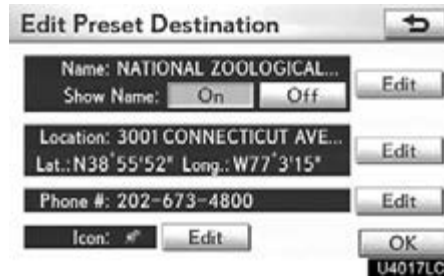 Edit Preset Destination
Name: NATIONAL ZOOLOGICAL...
Show Name: On Off
Edit
Location: 3001 CONNECTICUT AVE...
Lat.: N38°55'52" Long.: W77°3'15"
Edit
Phone #: 202-673-4800
Edit
Icon: Edit
OK
U4017LC